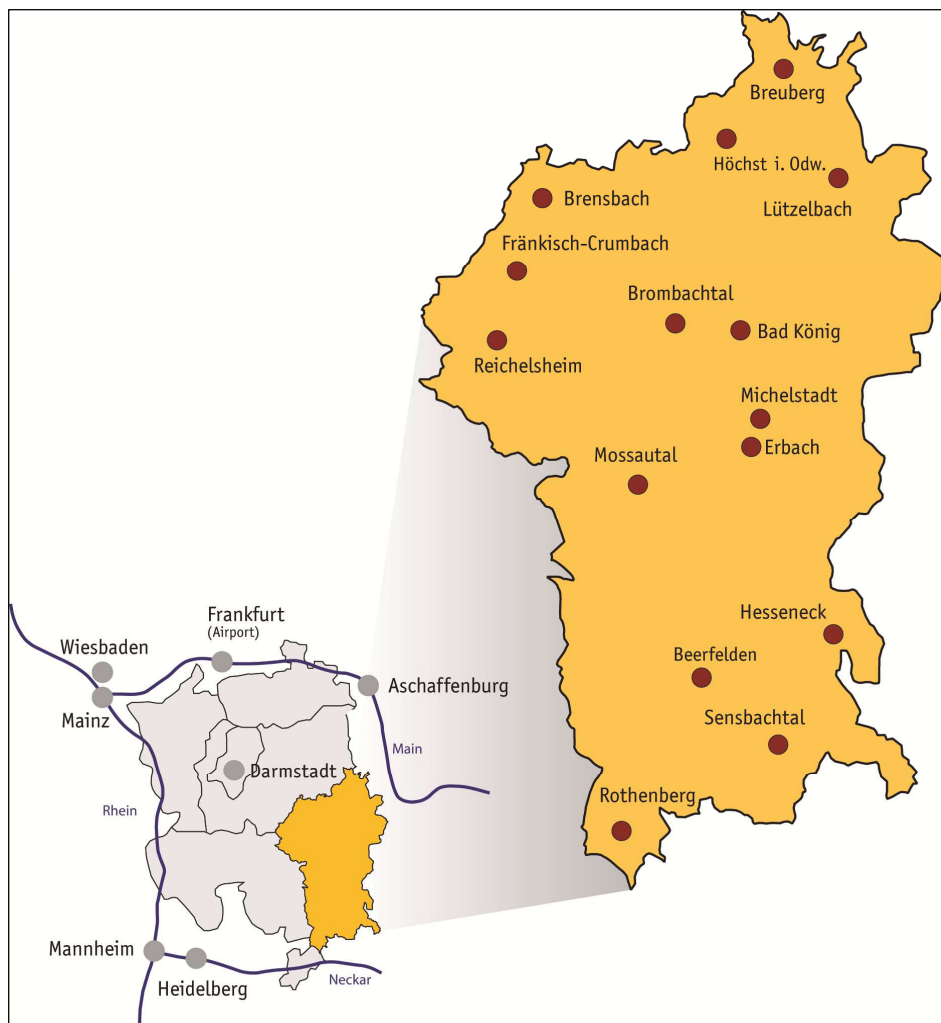 Breuberg
Höchst i. Odw.
Lützelbach
Brensbach
Fränkisch-Crumbach
Brombachtal
Bad König
Reichelsheim
Michelstadt
Erbach
Mossautal
Hesseneck
Beerfelden
Sensbachtal
Rothenberg
Frankfurt
(Airport)
Wiesbaden
Mainz
Aschaffenburg
Main
Darmstadt
Rhein
Mannheim
Heidelberg
Neckar